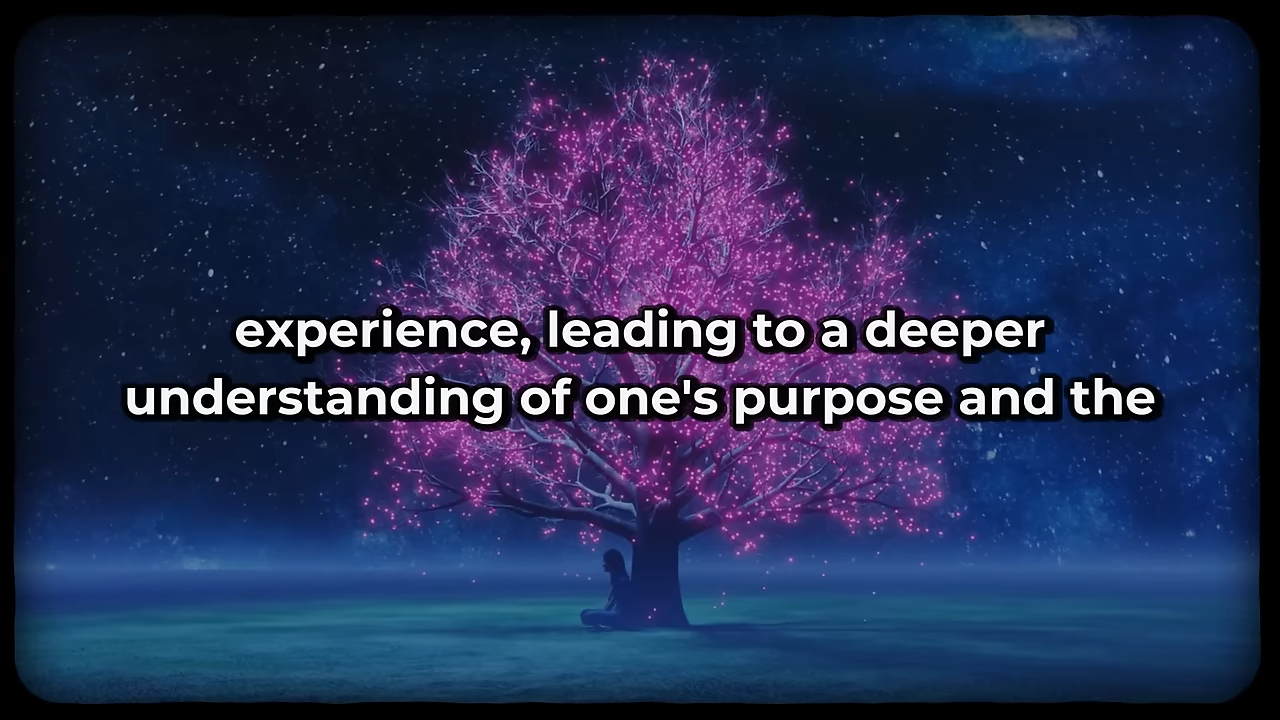 experience, leading to a deeper
understanding of one's purpose and the